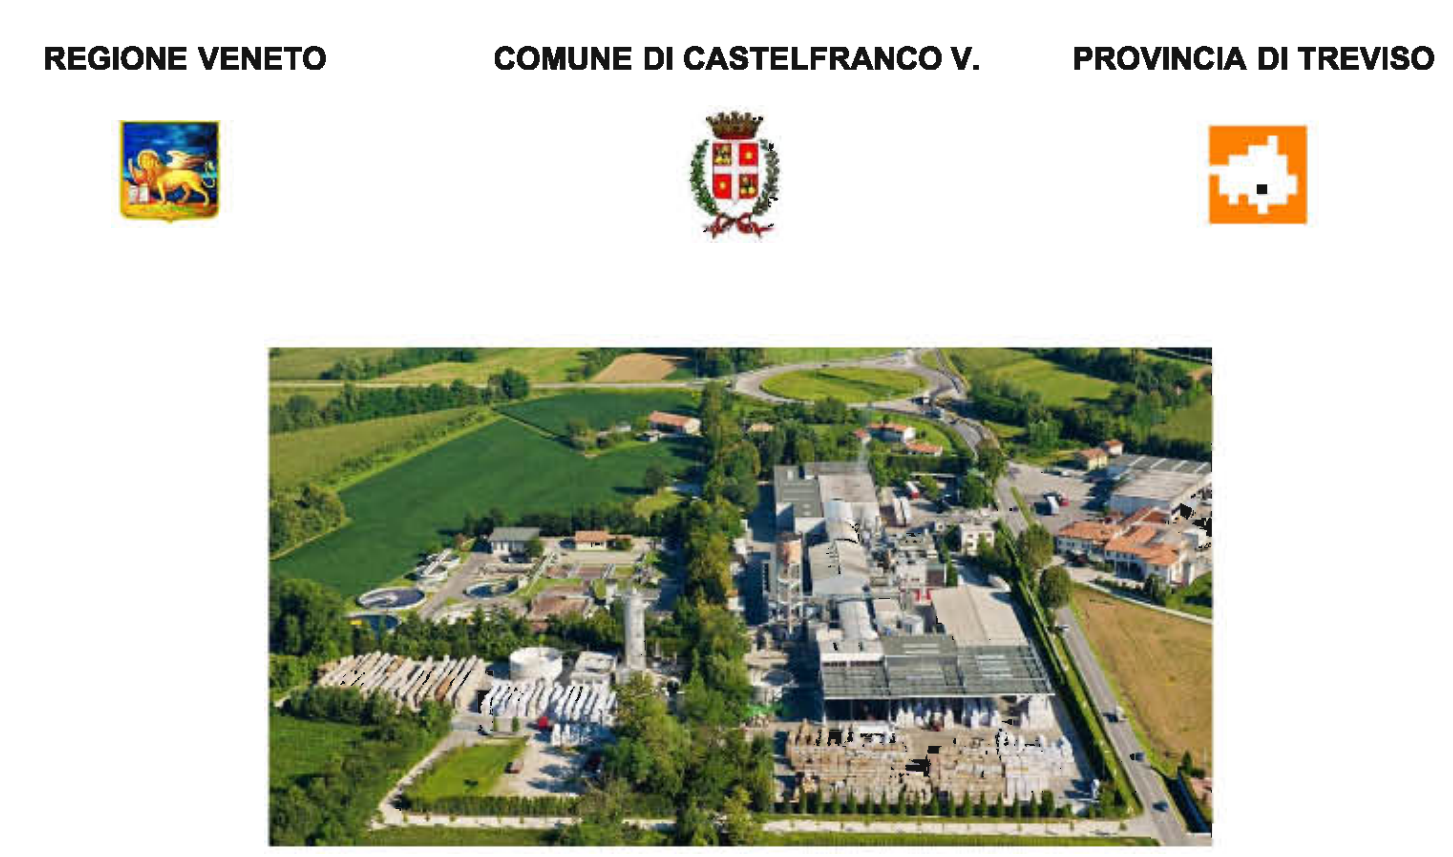 REGIONE VENETO
COMUNE DI CASTELFRANCO V.
PROVINCIA DI TREVISO